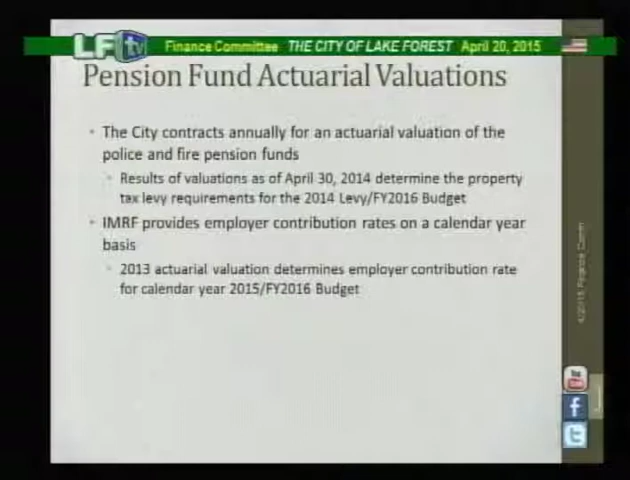 LFtv Finance Committee THE CITY OF LAKE FOREST April 20, 2015
Pension Fund Actuarial Valuations
• The City contracts annually for an actuarial valuation of the
police and fire pension funds
• Results of valuations as of April 30, 2014 determine the property
tax levy requirements for the 2014 Levy/FY2016 Budget
• IMRF provides employer contribution rates on a calendar year
basis
• 2013 actuarial valuation determines employer contribution rate
for calendar year 2015/FY2016 Budget
Finance Comm
You
f